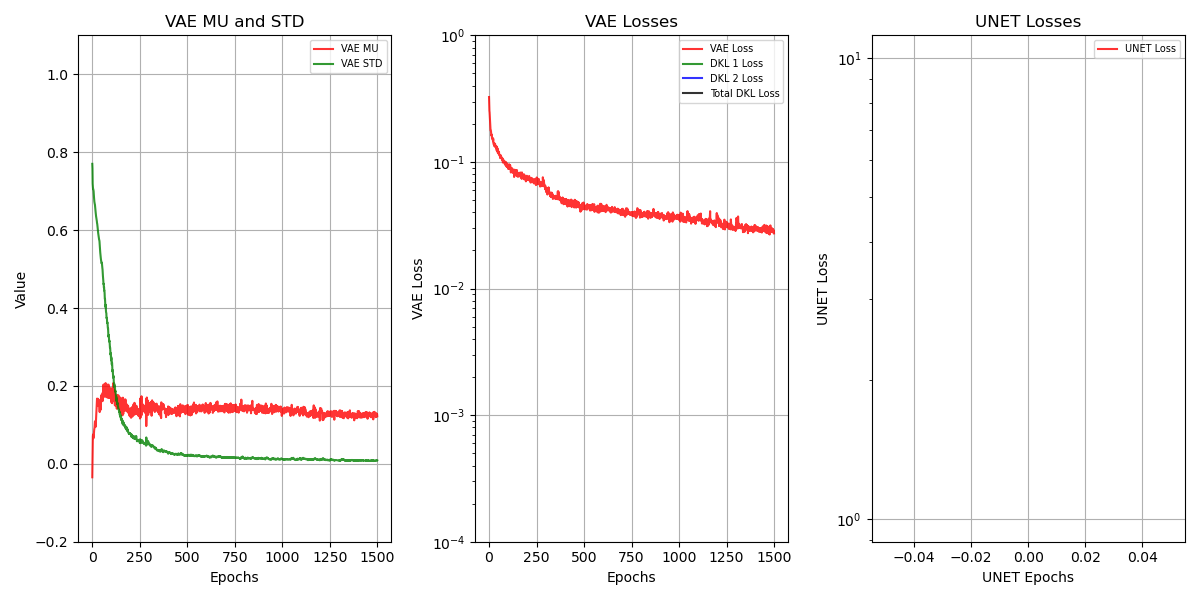 VAE MU and STD
VAE MU
VAE STD
1.0
0.8
0.6
0.4
0.2
0.0
−0.2
Value
0 250 500 750 1000 1250 1500
Epochs
VAE Losses
VAE Loss
DKL 1 Loss
DKL 2 Loss
Total DKL Loss
10⁰
10⁻¹
10⁻²
10⁻³
10⁻⁴
VAE Loss
0 250 500 750 1000 1250 1500
Epochs
UNET Losses
UNET Loss
10¹
10⁰
UNET Loss
−0.04 −0.02 0.00 0.02 0.04
UNET Epochs